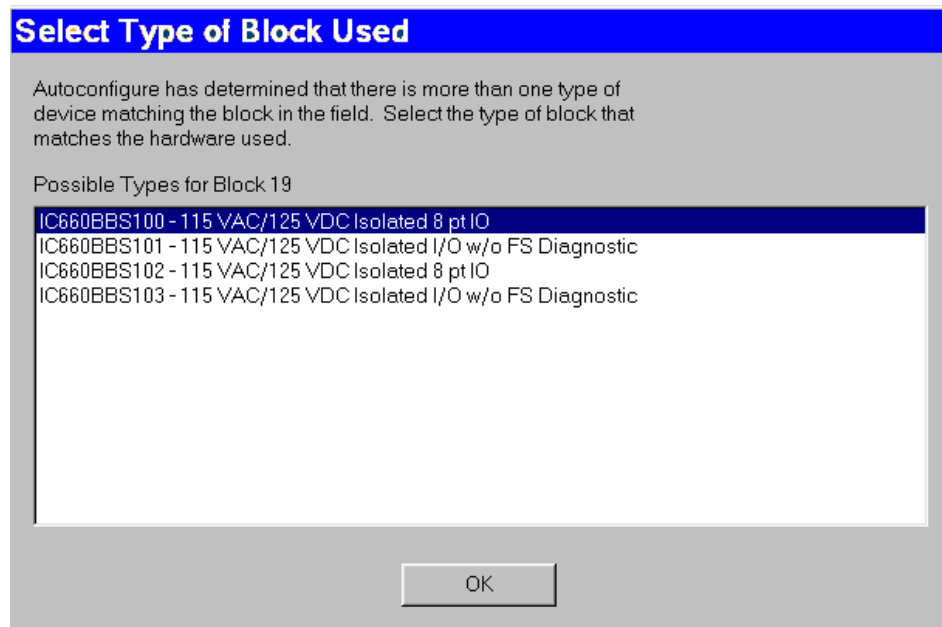 Select Type of Block Used
Autoconfigure has determined that there is more than one type of
device matching the block in the field. Select the type of block that
matches the hardware used.
Possible Types for Block 19
IC660BBS100 - 115 VAC/125 VDC Isolated 8 pt IO
IC660BBS101 - 115 VAC/125 VDC Isolated I/O w/o FS Diagnostic
IC660BBS102 - 115 VAC/125 VDC Isolated 8 pt IO
IC660BBS103 - 115 VAC/125 VDC Isolated I/O w/o FS Diagnostic
OK